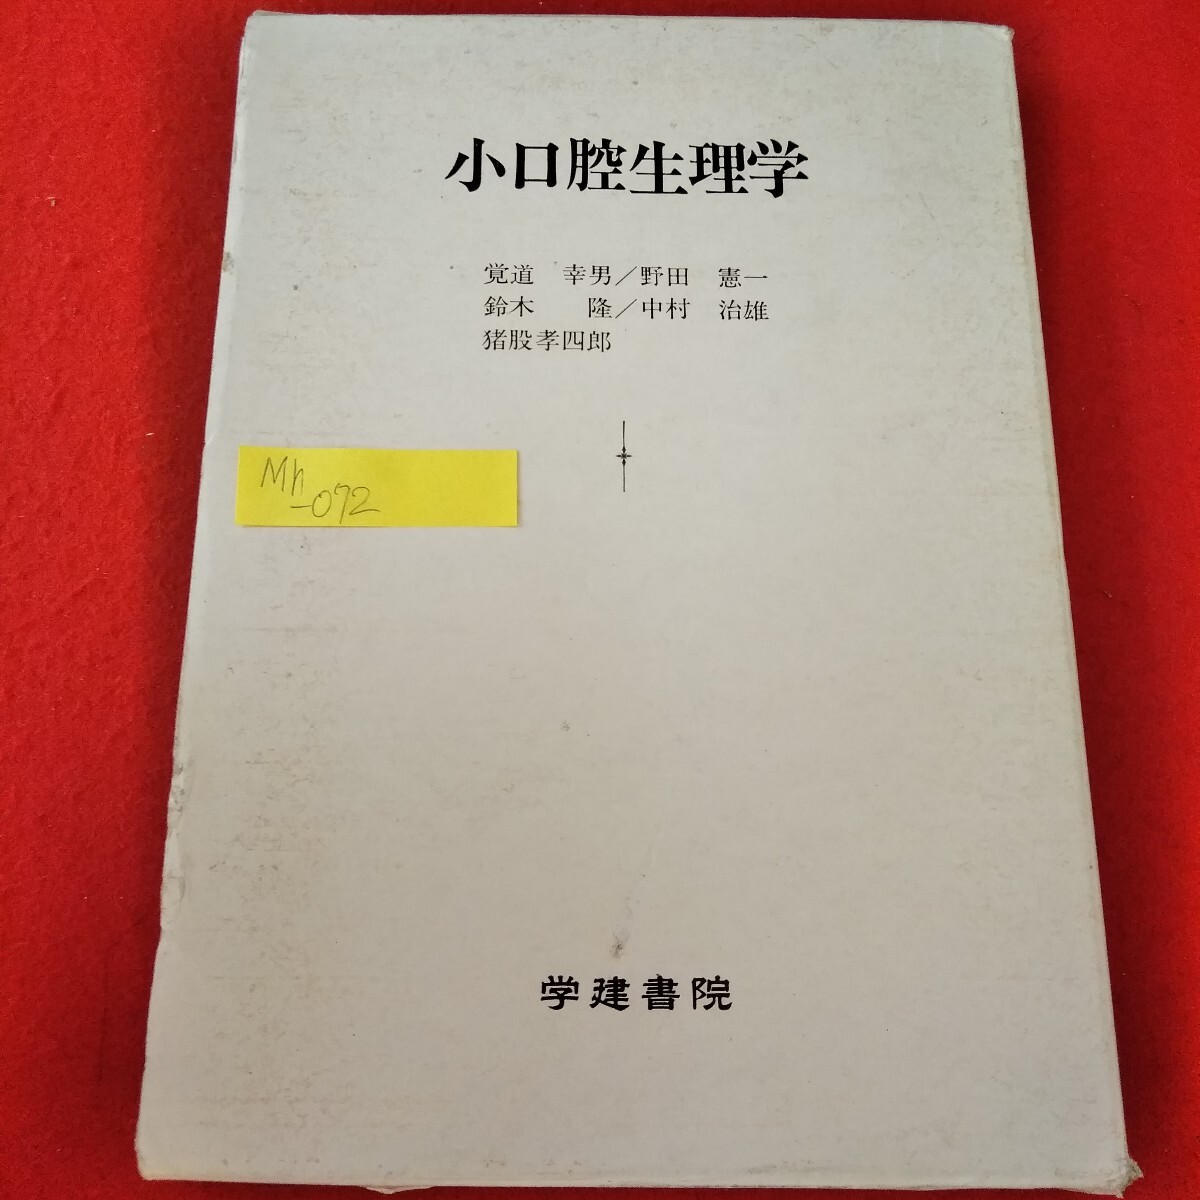 小口腔生理学
覚道 幸男／野田 憲一
鈴木 隆／中村 治雄
猪股孝四郎
Mh
-072
学建書院